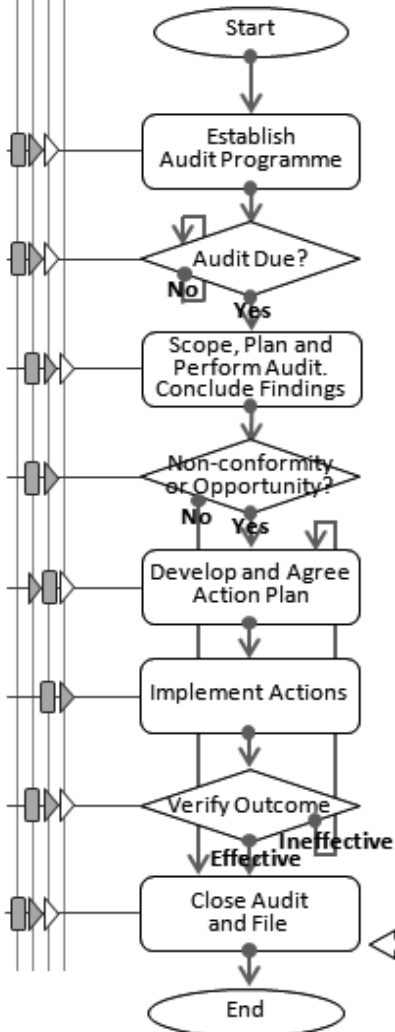 Start
Establish
Audit Programme
Audit Due?
No
Yes
Scope, Plan and
Perform Audit.
Conclude Findings
Non-conformity
or Opportunity?
No
Yes
Develop and Agree
Action Plan
Implement Actions
Verify Outcome
Ineffective
Effective
Close Audit
and File
End